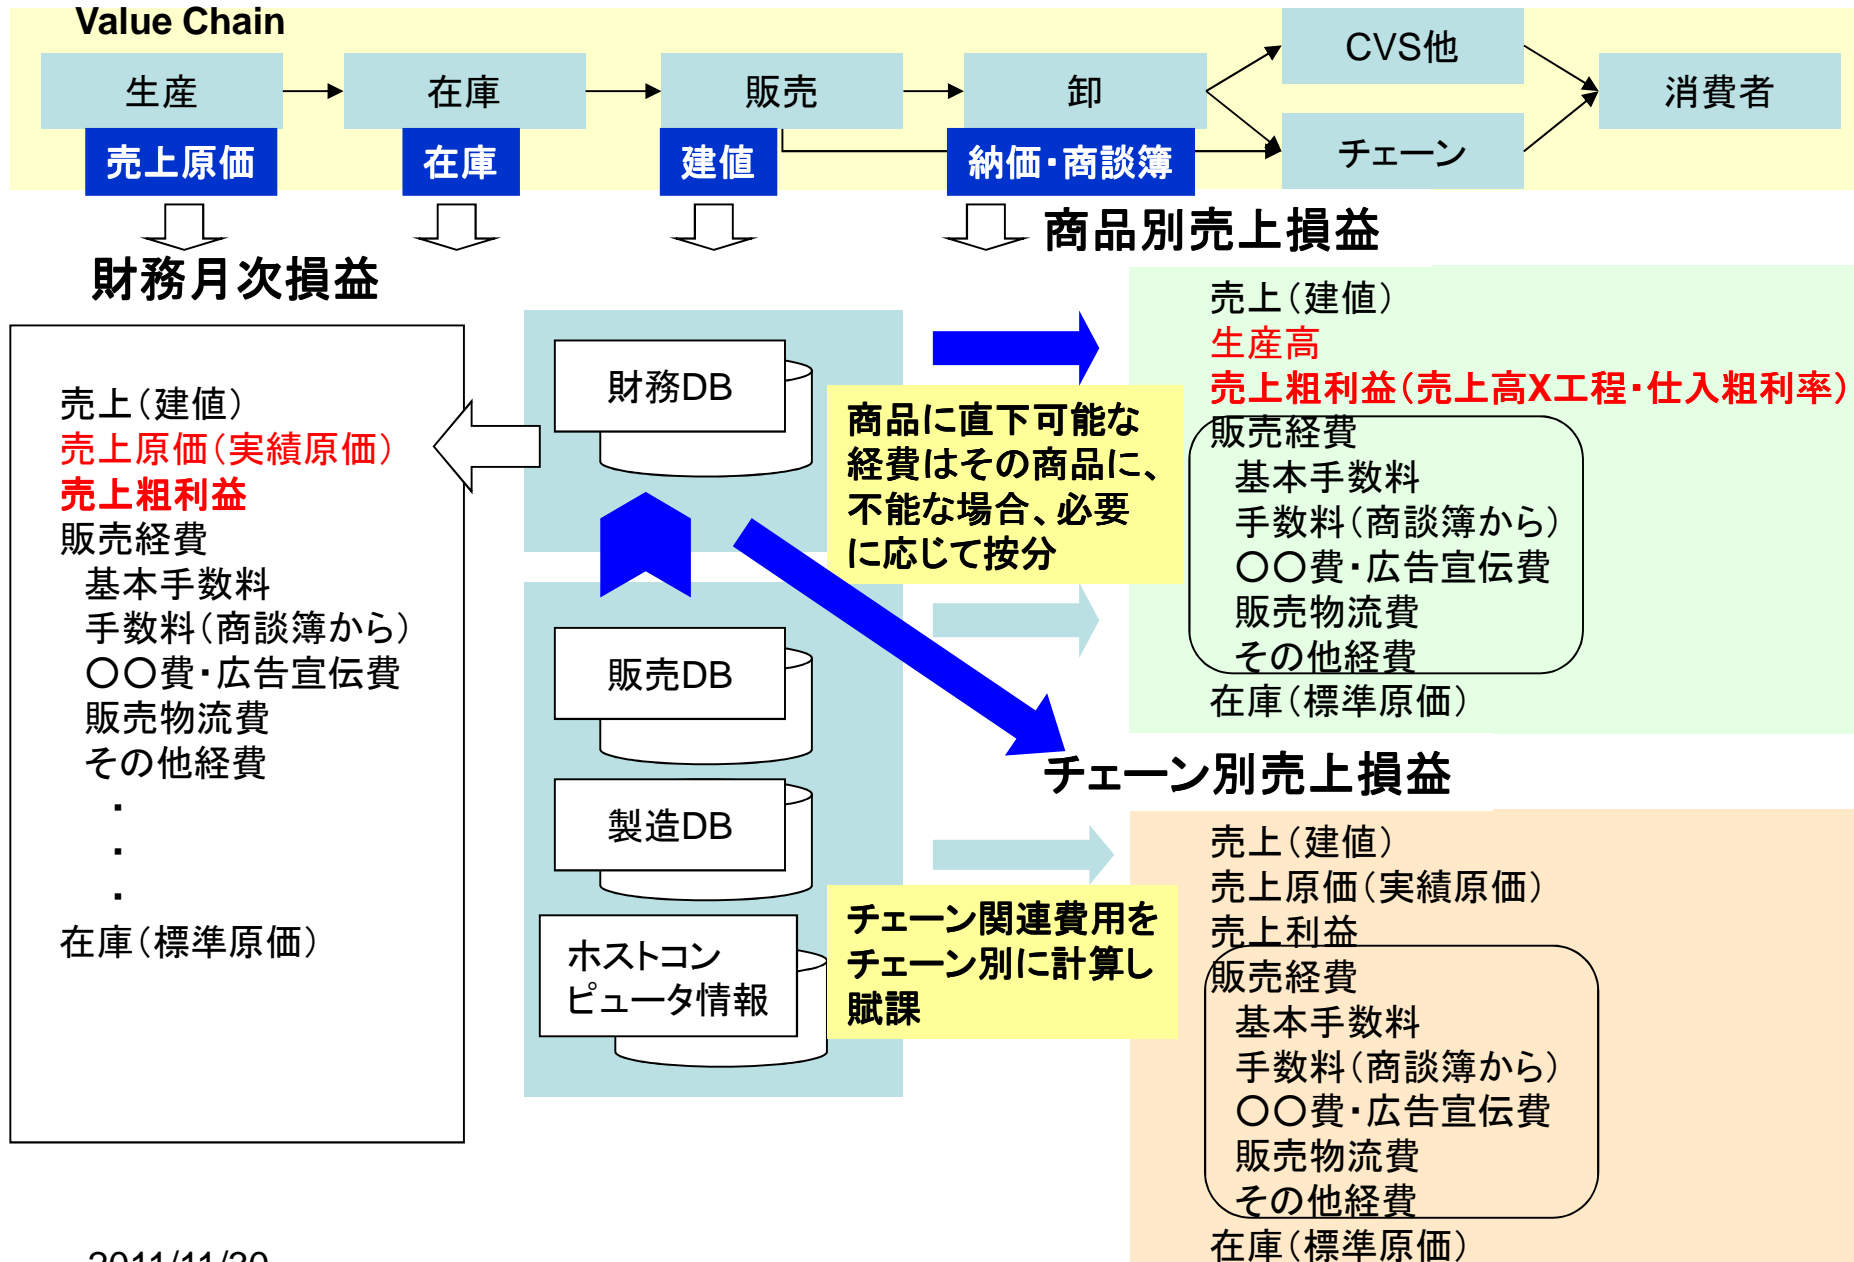 Value Chain
生産
在庫
販売
卸
CVS他
チェーン
消費者
売上原価
在庫
建値
納価・商談簿
財務月次損益
売上（建値）
売上原価（実績原価）
売上粗利益
販売経費
基本手数料
手数料（商談簿から）
〇〇費・広告宣伝費
販売物流費
その他経費
・
・
・
在庫（標準原価）
財務DB
販売DB
製造DB
ホストコン
ピュータ情報
商品に直下可能な
経費はその商品に、
不能な場合、必要
に応じて按分
チェーン関連費用を
チェーン別に計算し
賦課
商品別売上損益
売上（建値）
生産高
売上粗利益（売上高X工程・仕入粗利率）
販売経費
基本手数料
手数料（商談簿から）
〇〇費・広告宣伝費
販売物流費
その他経費
在庫（標準原価）
チェーン別売上損益
売上（建値）
売上原価（実績原価）
売上利益
販売経費
基本手数料
手数料（商談簿から）
〇〇費・広告宣伝費
販売物流費
その他経費
在庫（標準原価）
2011/11/30